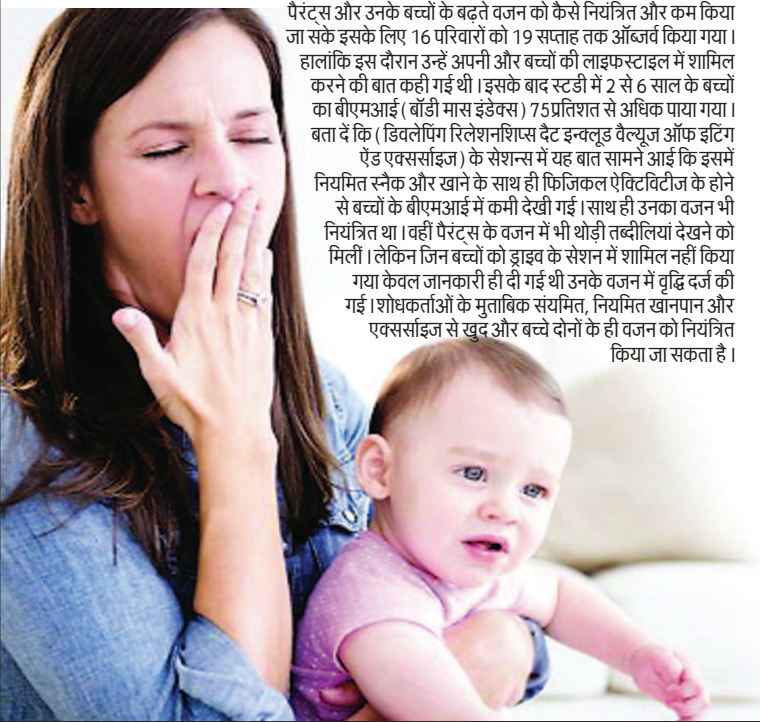 पैरंट्स और उनके बच्चों के बढ़ते वजन को कैसे नियंत्रित और कम किया
जा सके इसके लिए 16 परिवारों को 19 सप्ताह तक ऑब्जर्व किया गया।
हालांकि इस दौरान उन्हें अपनी और बच्चों की लाइफस्टाइल में शामिल
करने की बात कही गई थी। इसके बाद स्टडी में 2 से 6 साल के बच्चों
का बीएमआई ( बॉडी मास इंडेक्स ) 75प्रतिशत से अधिक पाया गया।
बता दें कि ( डिवलेपिंग रिलेशनशिप्स दैट इन्क्लूड वैल्यूज ऑफ इटिंग
ऐंड एक्सर्साइज ) के सेशन्स में यह बात सामने आई कि इसमें
नियमित स्नैक और खाने के साथ ही फिजिकल ऐक्टिविटीज के होने
से बच्चों के बीएमआई में कमी देखी गई। साथ ही उनका वजन भी
नियंत्रित था। वहीं पैरंट्स के वजन में भी थोड़ी तब्दीलियां देखने को
मिलीं। लेकिन जिन बच्चों को ड्राइव के सेशन में शामिल नहीं किया
गया केवल जानकारी ही दी गई थी उनके वजन में वृद्धि दर्ज की
गई। शोधकर्ताओं के मुताबिक संयमित, नियमित खानपान और
एक्सर्साइज से खुद और बच्चे दोनों के ही वजन को नियंत्रित
किया जा सकता है।